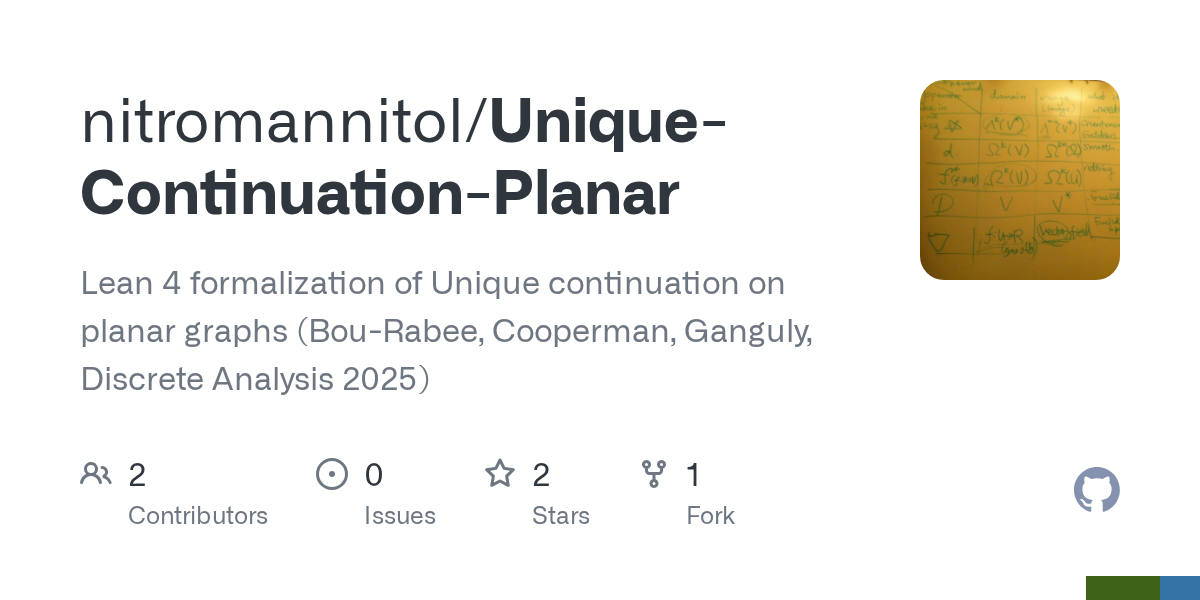 nitromannitol/Unique-
Continuation-Planar
Lean 4 formalization of Unique continuation on
planar graphs (Bou-Rabee, Cooperman, Ganguly,
Discrete Analysis 2025)
2
Contributors
0
Issues
2
Stars
1
Fork
domain